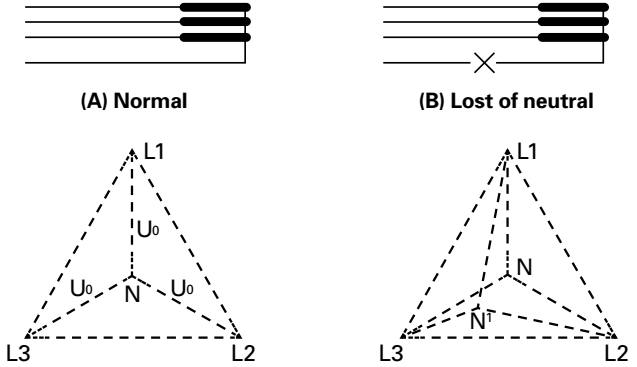 (A) Normal
(B) Lost of neutral
L1
U0
U0
U0
N
L3
L2
L1
N
N1
L3
L2